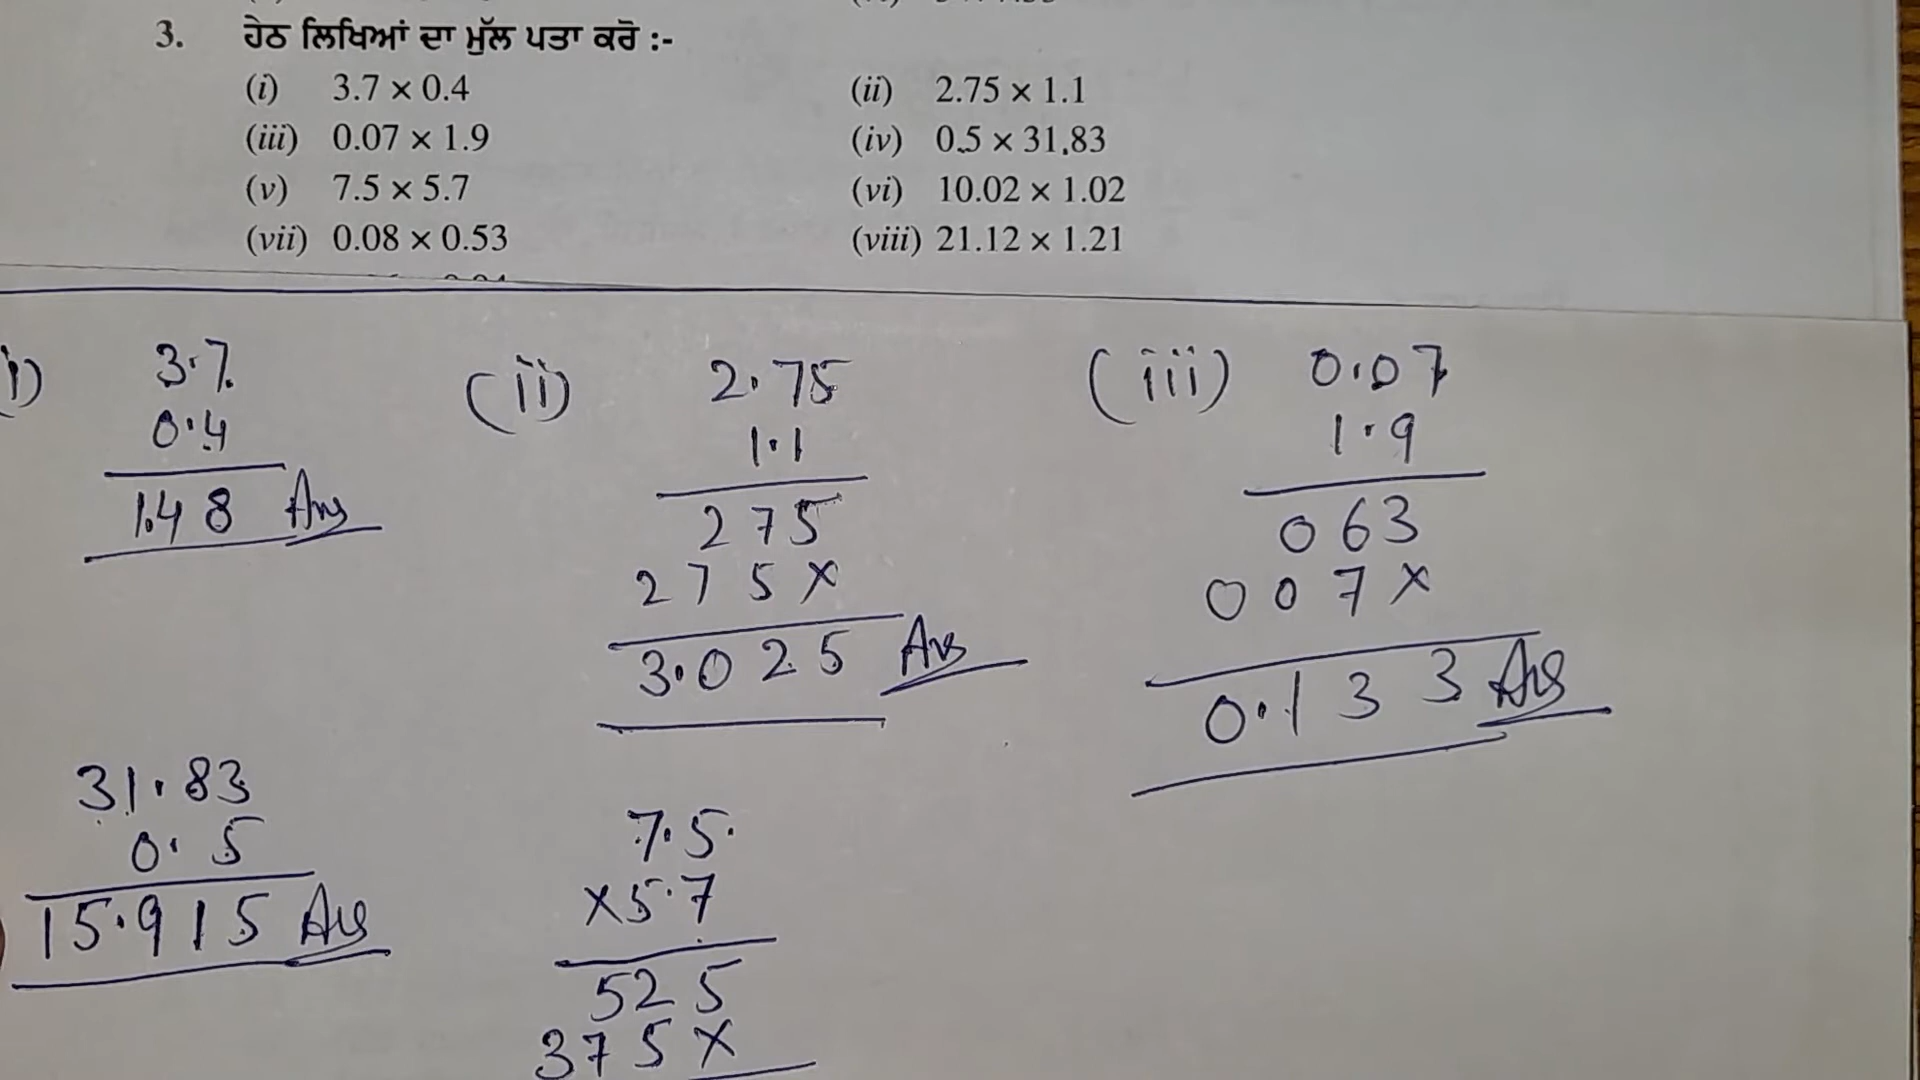 3. ਹੇਠ ਲਿਖਿਆਂ ਦਾ ਮੁੱਲ ਪਤਾ ਕਰੋ :-
(i) 3.7 × 0.4 (ii) 2.75 × 1.1
(iii) 0.07 × 1.9 (iv) 0.5 × 31.83
(v) 7.5 × 5.7 (vi) 10.02 × 1.02
(vii) 0.08 × 0.53 (viii) 21.12 × 1.21
i)
3.7
0.4
1.48 Ans
(ii)
2.75
1.1
275
275×
3.025 Ans
(iii)
0.07
1.9
063
007×
0.133 Ans
31.83
0.5
15.915 Ans
7.5
×5.7
525
375×